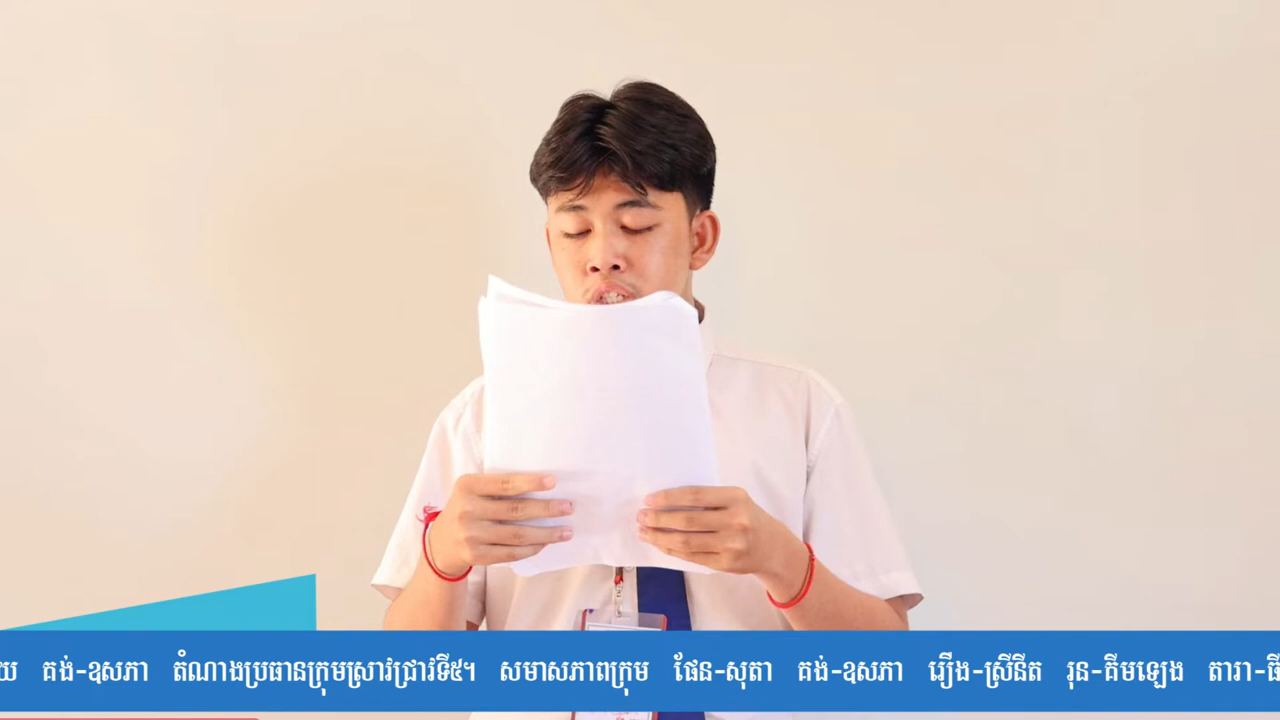 យ គង់-ឧសភា តំណាងប្រធានក្រុមស្រាវជ្រាវទី៥។ សមាសភាពក្រុម ផែន-សុតា គង់-ឧសភា រឿង-ស្រីនីត រុន-គីមឡេង តារា-ធី